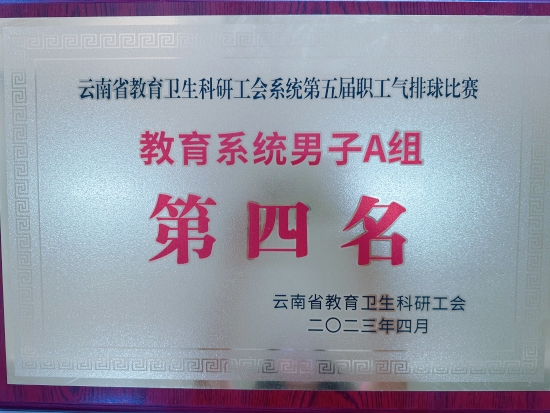 云南省教育卫生科研工会系统第五届职工气排球比赛
教育系统男子A组
第四名
云南省教育卫生科研工会
二〇二三年四月